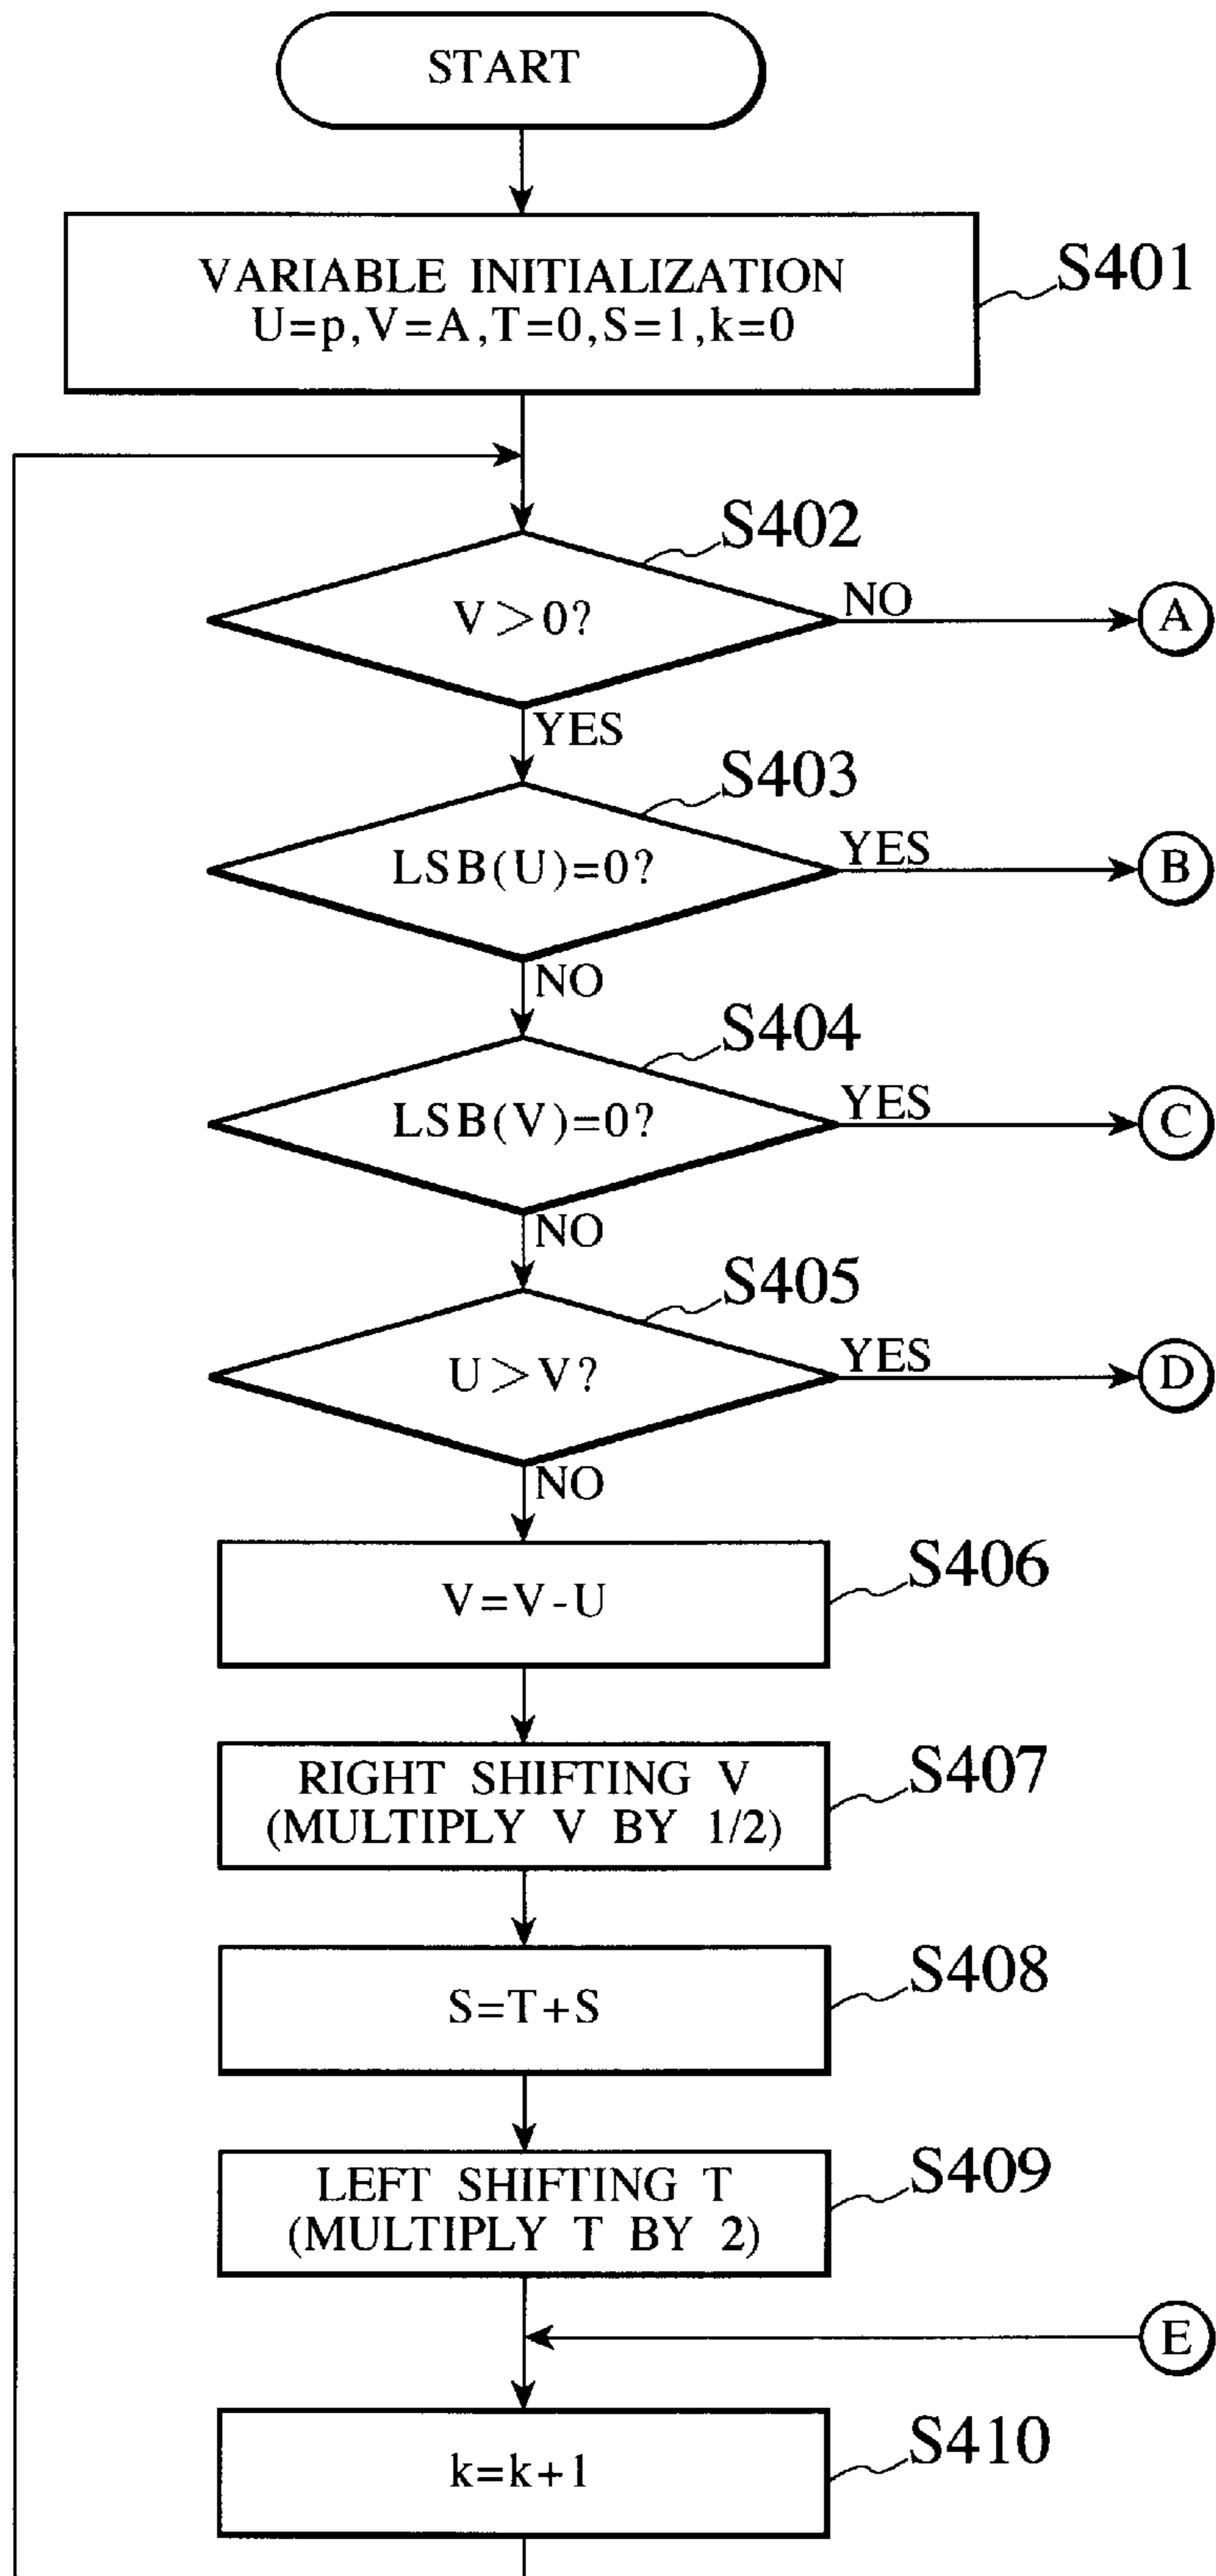 START
VARIABLE INITIALIZATION
U=p,V=A,T=0,S=1,k=0
S401
S402
V>0?
NO
A
YES
S403
LSB(U)=0?
YES
B
NO
S404
LSB(V)=0?
YES
C
NO
S405
U>V?
YES
D
NO
V=V-U
S406
RIGHT SHIFTING V
(MULTIPLY V BY 1/2)
S407
S=T+S
S408
LEFT SHIFTING T
(MULTIPLY T BY 2)
S409
E
k=k+1
S410